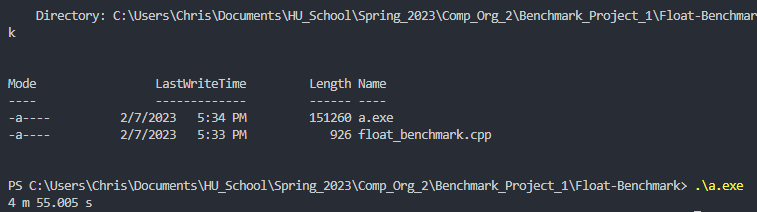 Directory: C:\Users\Chris\Documents\HU_School\Spring_2023\Comp_Org_2\Benchmark_Project_1\Float-Benchmar
k
Mode LastWriteTime Length Name
---- ------------- ------ ----
-a---- 2/7/2023 5:34 PM 151260 a.exe
-a---- 2/7/2023 5:33 PM 926 float_benchmark.cpp
PS C:\Users\Chris\Documents\HU_School\Spring_2023\Comp_Org_2\Benchmark_Project_1\Float-Benchmark> .\a.exe
4 m 55.005 s